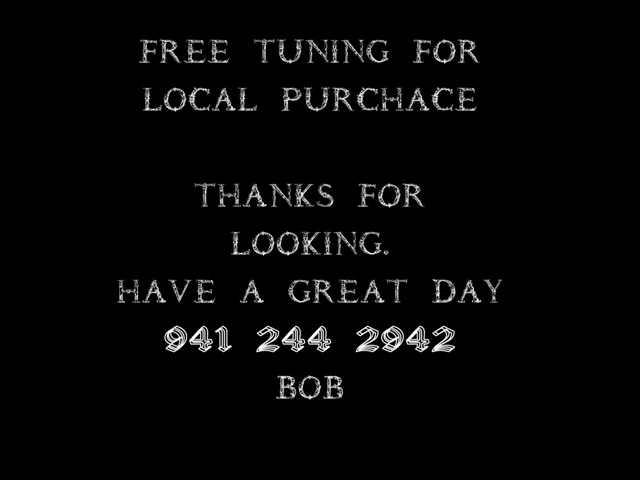 FREE TUNING FOR
LOCAL PURCHACE
THANKS FOR
LOOKING.
HAVE A GREAT DAY
941 244 2942
BOB